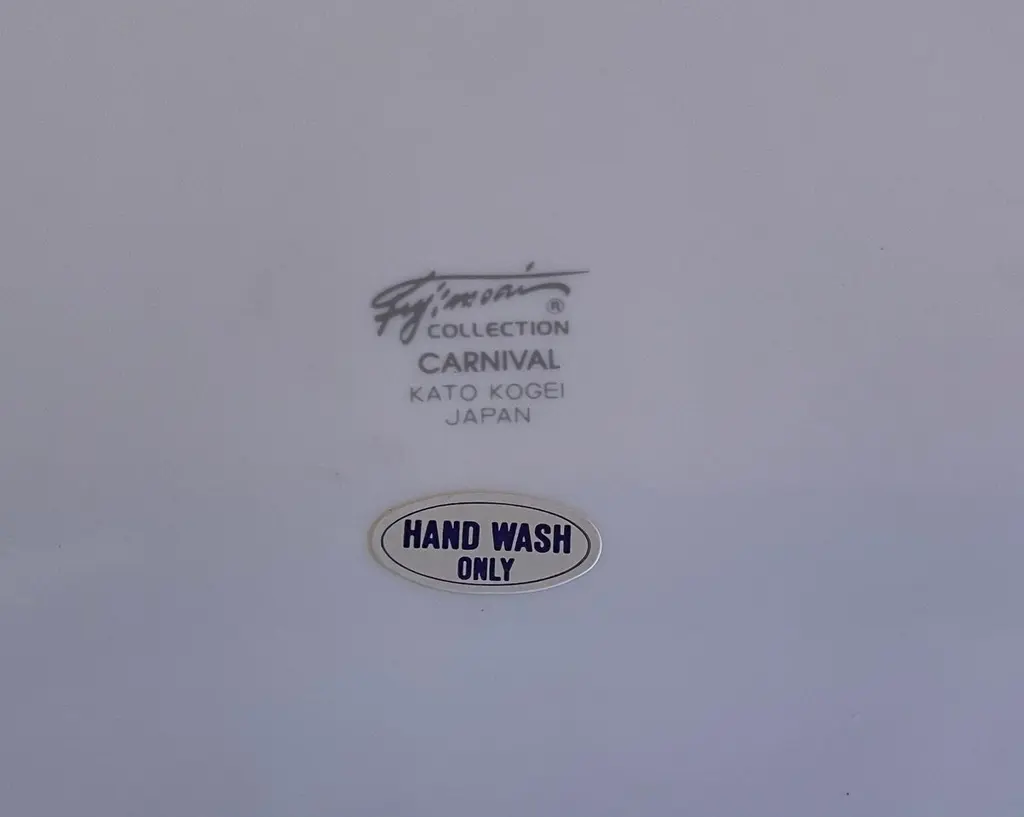 Fujimori ®
COLLECTION
CARNIVAL
KATO KOGEI
JAPAN
HAND WASH
ONLY